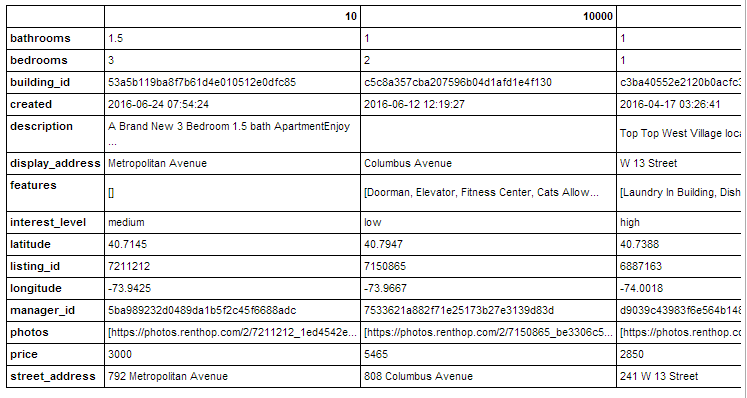 10 10000
bathrooms 1.5 1 1
bedrooms 3 2 1
building_id 53a5b119ba8f7b61d4e010512e0dfc85 c5c8a357cba207596b04d1afd1e4f130 c3ba40552e2120b0acfc3
created 2016-06-24 07:54:24 2016-06-12 12:19:27 2016-04-17 03:26:41
description A Brand New 3 Bedroom 1.5 bath ApartmentEnjoy ... Top Top West Village loca
display_address Metropolitan Avenue Columbus Avenue W 13 Street
features [] [Doorman, Elevator, Fitness Center, Cats Allow... [Laundry In Building, Dish
interest_level medium low high
latitude 40.7145 40.7947 40.7388
listing_id 7211212 7150865 6887163
longitude -73.9425 -73.9667 -74.0018
manager_id 5ba989232d0489da1b5f2c45f6688adc 7533621a882f71e25173b27e3139d83d d9039c43983f6e564b148
photos [https://photos.renthop.com/2/7211212_1ed4542e... [https://photos.renthop.com/2/7150865_be3306c5... [https://photos.renthop.co
price 3000 5465 2850
street_address 792 Metropolitan Avenue 808 Columbus Avenue 241 W 13 Street